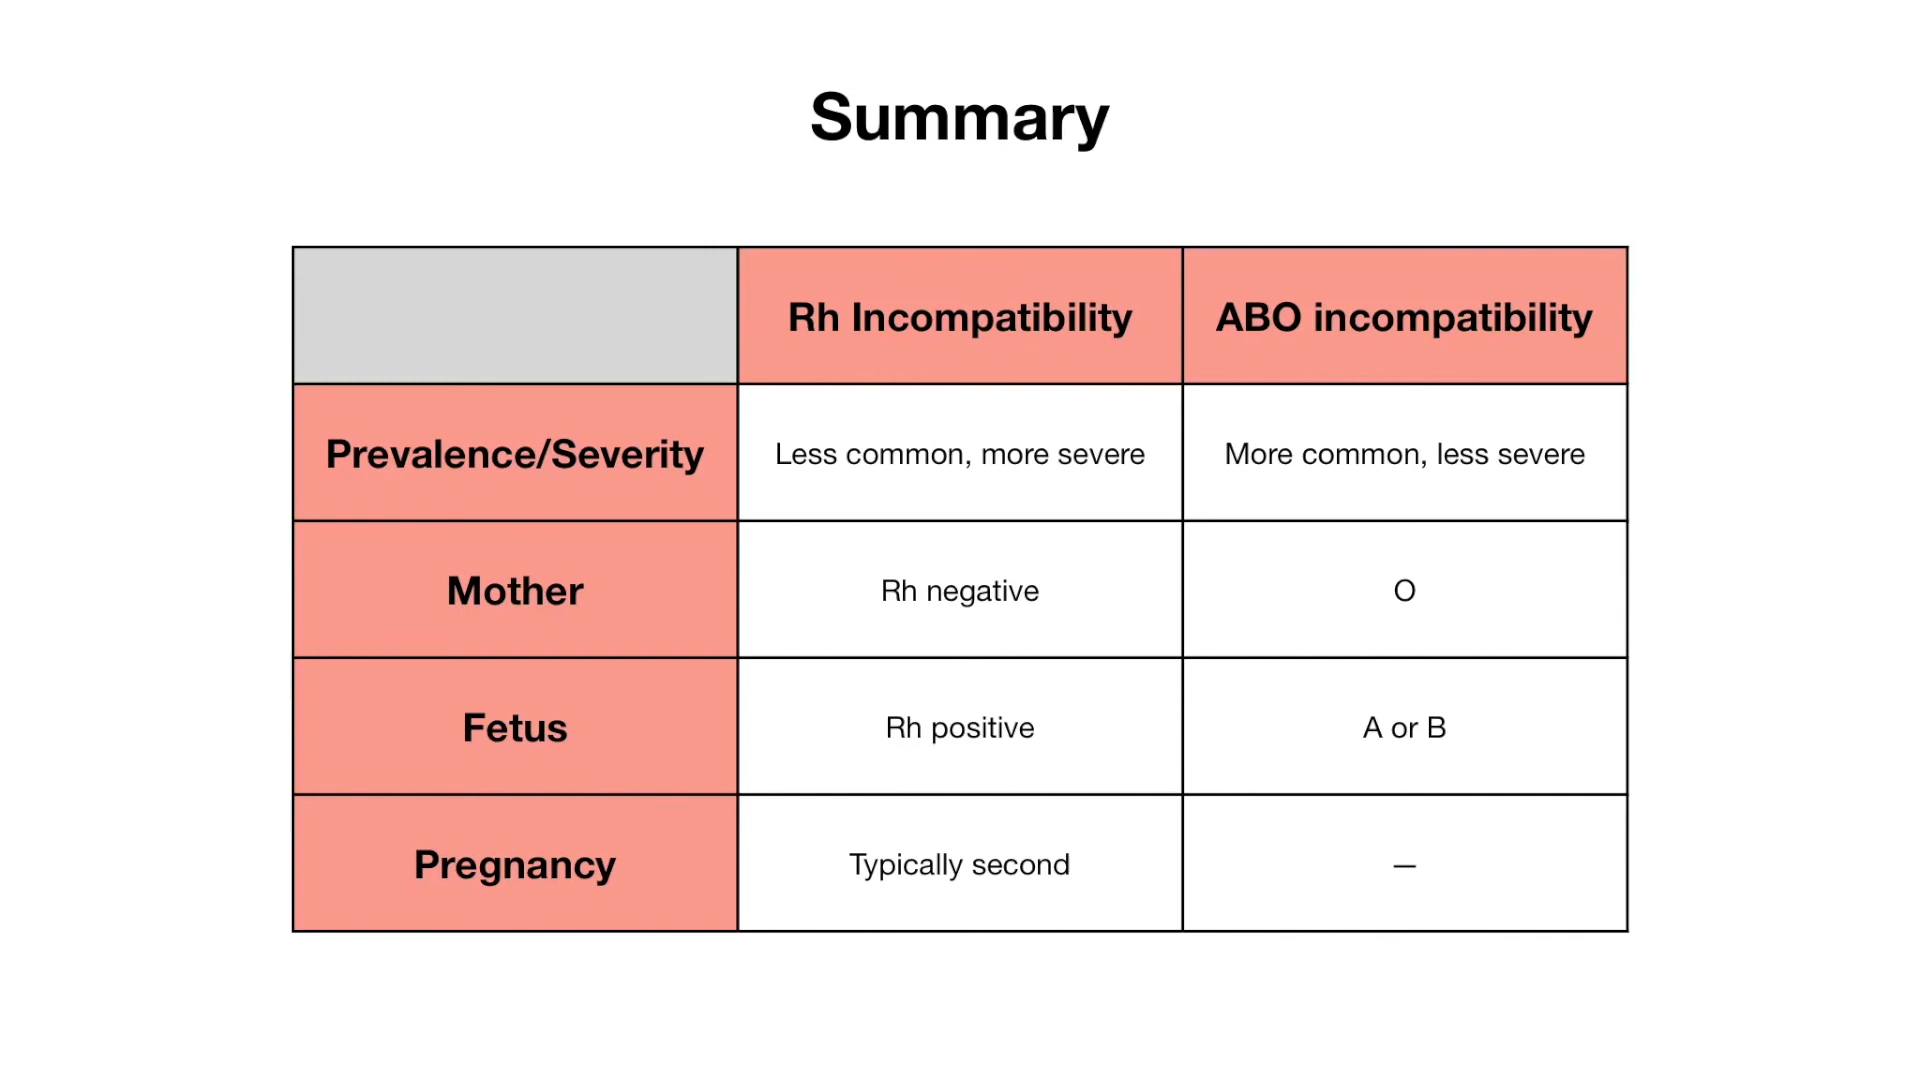 Summary
Rh Incompatibility
ABO incompatibility
Prevalence/Severity
Less common, more severe
More common, less severe
Mother
Rh negative
O
Fetus
Rh positive
A or B
Pregnancy
Typically second
—